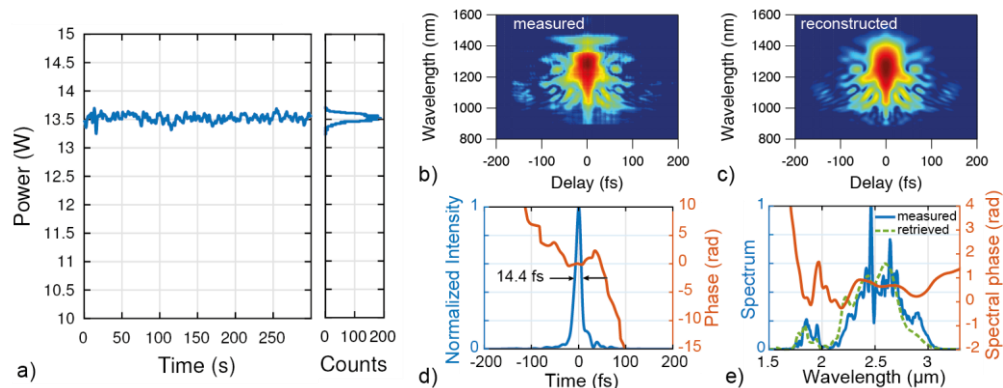 15
14.5
14
13.5
13
12.5
12
11.5
11
10.5
10
Power (W)
0 50 100 150 200 250
0 100 200
Time (s)
Counts
a)
measured
1600
1400
1200
1000
800
Wavelength (nm)
-200 -100 0 100 200
Delay (fs)
b)
reconstructed
1600
1400
1200
1000
800
Wavelength (nm)
-200 -100 0 100 200
Delay (fs)
c)
1
0
Normalized Intensity
14.4 fs
10
5
0
-5
-10
-15
Phase (rad)
-200 -100 0 100 200
Time (fs)
d)
1
0
Spectrum
measured
retrieved
4
3
2
1
0
-1
-2
Spectral phase (rad)
1.5 2 2.5 3
Wavelength (μm)
e)